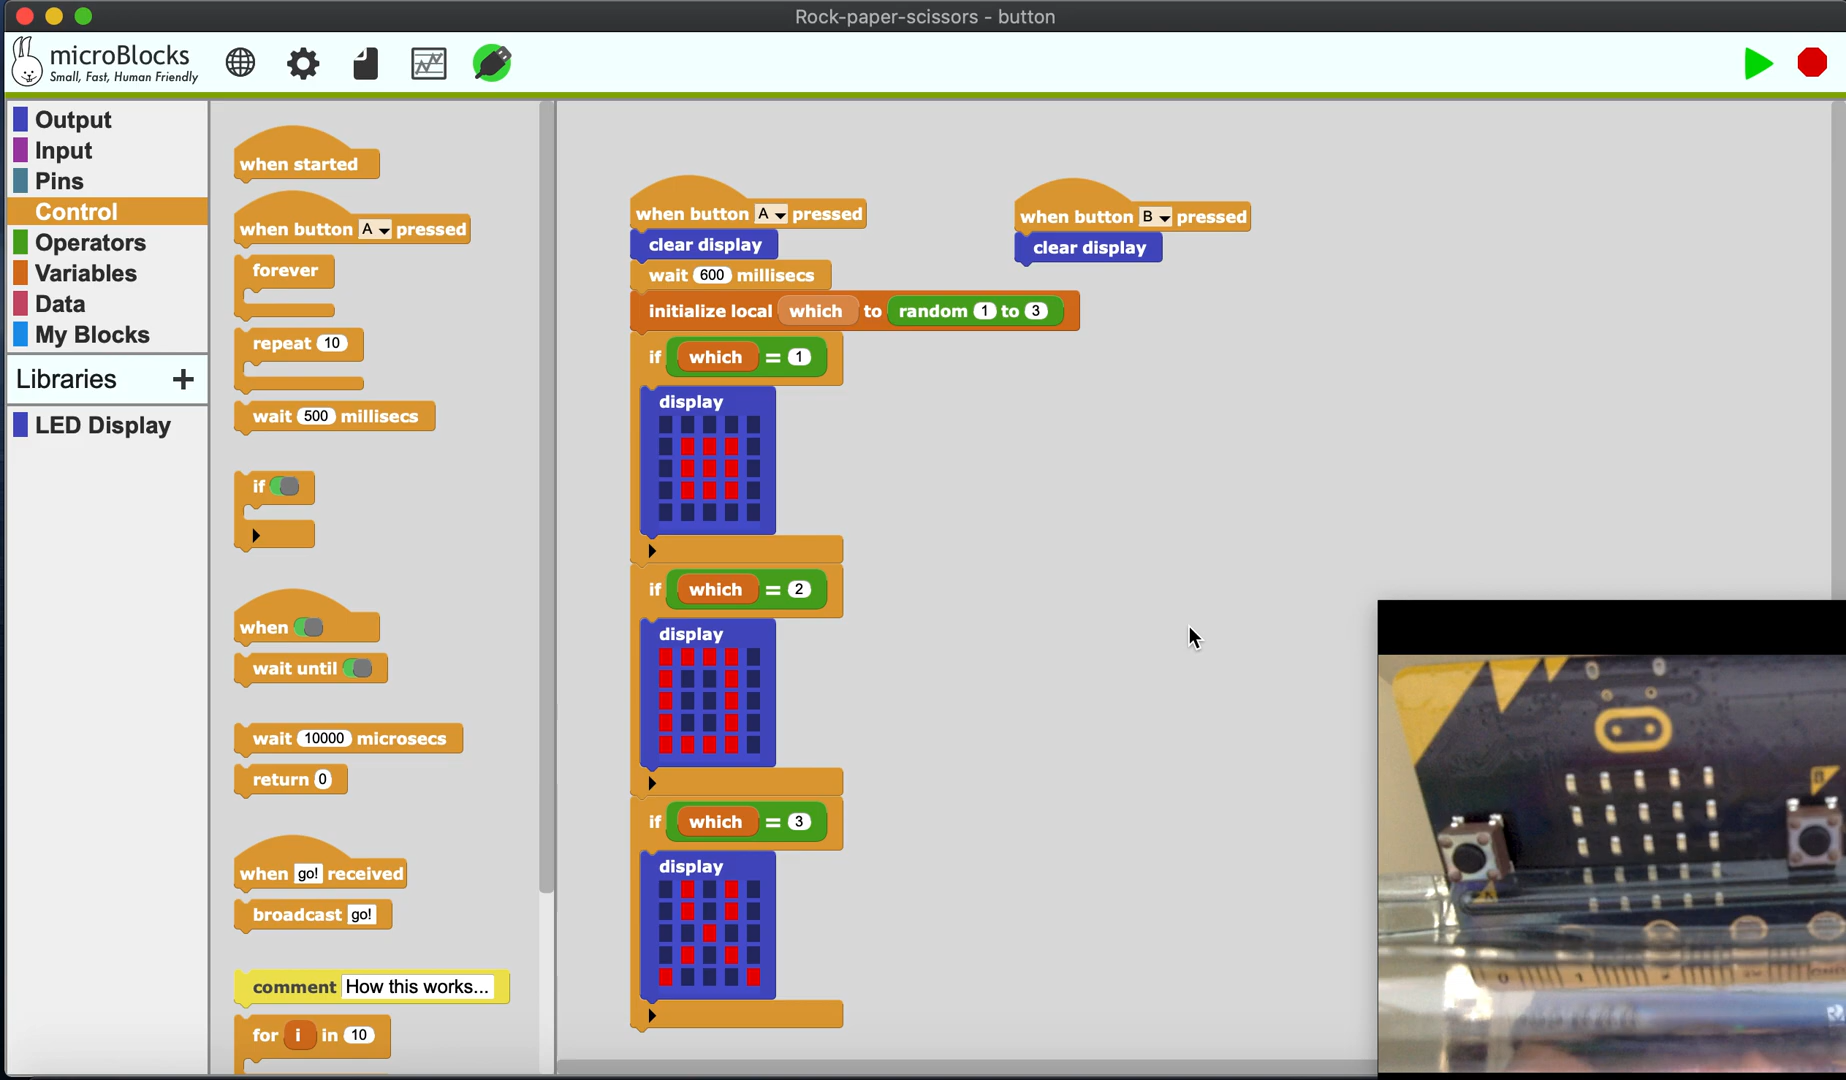 Rock-paper-scissors - button
microBlocks
Small, Fast, Human Friendly
Output
Input
Pins
Control
Operators
Variables
Data
My Blocks
Libraries +
LED Display
when started
when button A pressed
forever
repeat 10
wait 500 millisecs
if
when
wait until
wait 10000 microsecs
return 0
when go! received
broadcast go!
comment How this works...
for i in 10
when button A pressed
clear display
wait 600 millisecs
initialize local which to random 1 to 3
if which = 1
display
if which = 2
display
if which = 3
display
when button B pressed
clear display
B
A
0 1